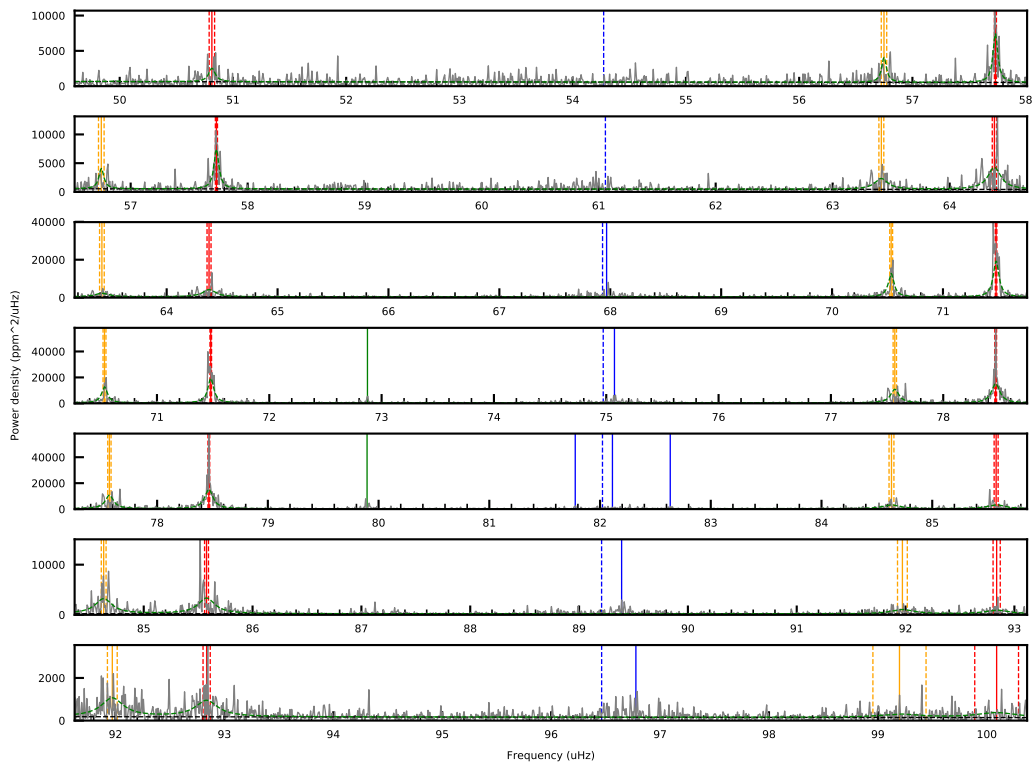 10000
5000
0
50 51 52 53 54 55 56 57 58
10000
5000
0
57 58 59 60 61 62 63 64
40000
20000
0
64 65 66 67 68 69 70 71
40000
20000
0
71 72 73 74 75 76 77 78
Power density (ppm^2/uHz)
40000
20000
0
78 79 80 81 82 83 84 85
10000
0
85 86 87 88 89 90 91 92 93
2000
0
92 93 94 95 96 97 98 99 100
Frequency (uHz)